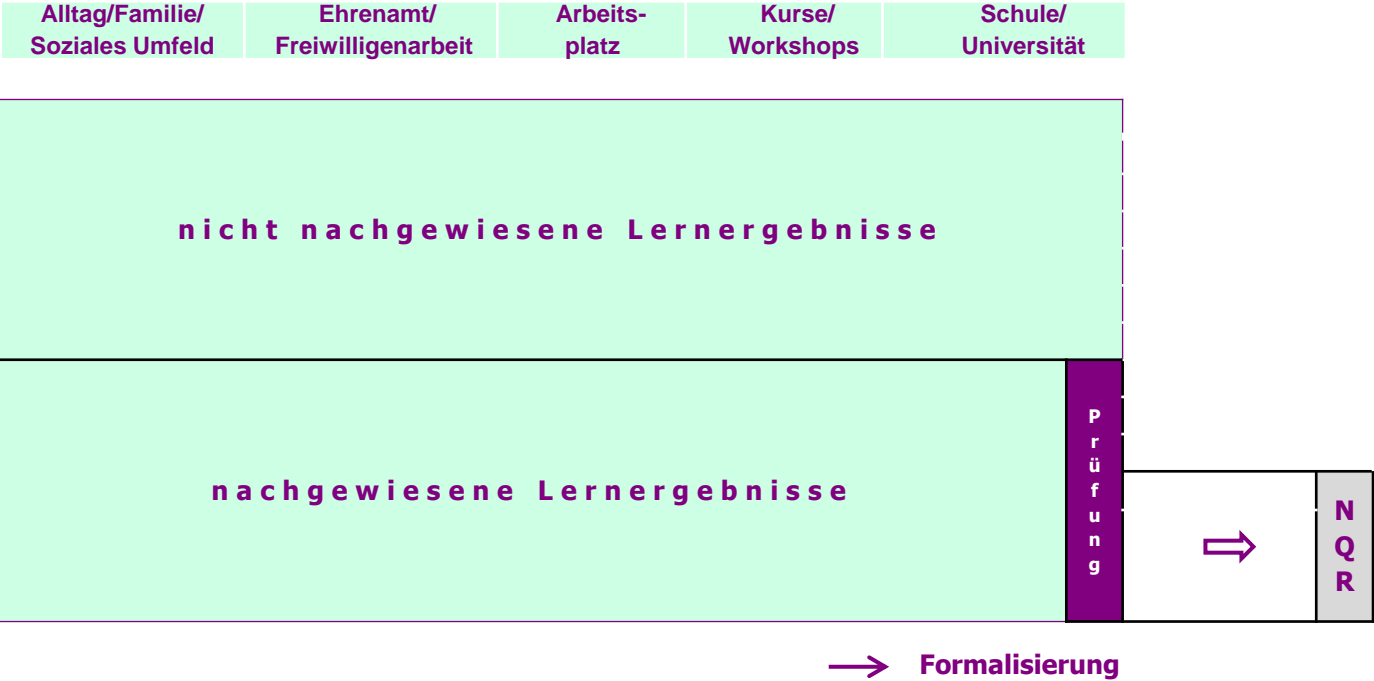 Alltag/Familie/
Soziales Umfeld
Ehrenamt/
Freiwilligenarbeit
Arbeits-
platz
Kurse/
Workshops
Schule/
Universität
nicht nachgewiesene Lernergebnisse
nachgewiesene Lernergebnisse
Prüfung
NQR
Formalisierung